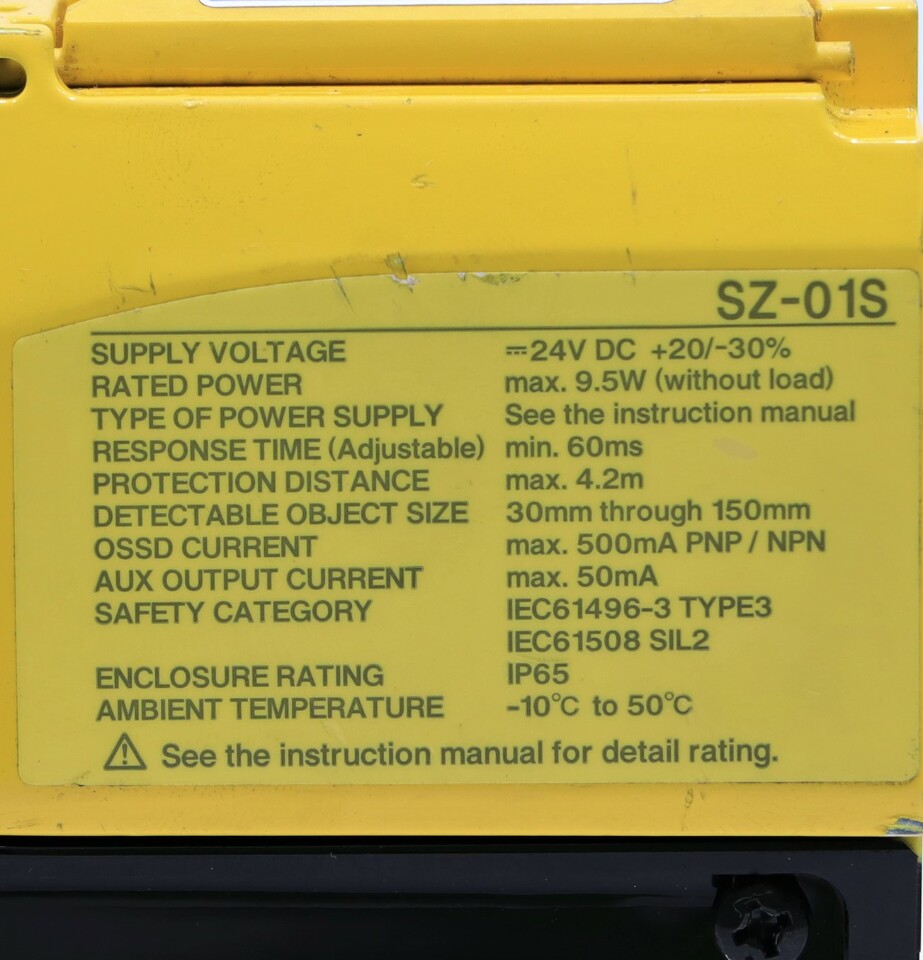 SZ-01S
SUPPLY VOLTAGE ⎓24V DC +20/-30%
RATED POWER max. 9.5W (without load)
TYPE OF POWER SUPPLY See the instruction manual
RESPONSE TIME (Adjustable) min. 60ms
PROTECTION DISTANCE max. 4.2m
DETECTABLE OBJECT SIZE 30mm through 150mm
OSSD CURRENT max. 500mA PNP / NPN
AUX OUTPUT CURRENT max. 50mA
SAFETY CATEGORY IEC61496-3 TYPE3
IEC61508 SIL2
ENCLOSURE RATING IP65
AMBIENT TEMPERATURE -10℃ to 50℃
⚠ See the instruction manual for detail rating.